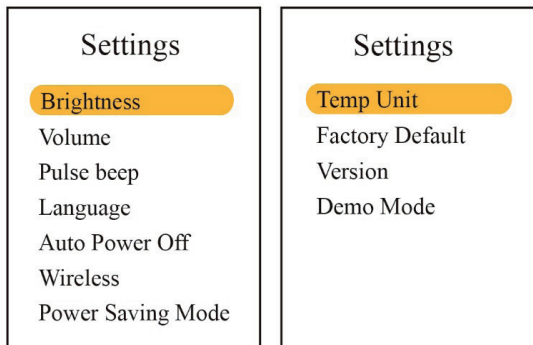 Settings
Brightness
Volume
Pulse beep
Language
Auto Power Off
Wireless
Power Saving Mode
Settings
Temp Unit
Factory Default
Version
Demo Mode